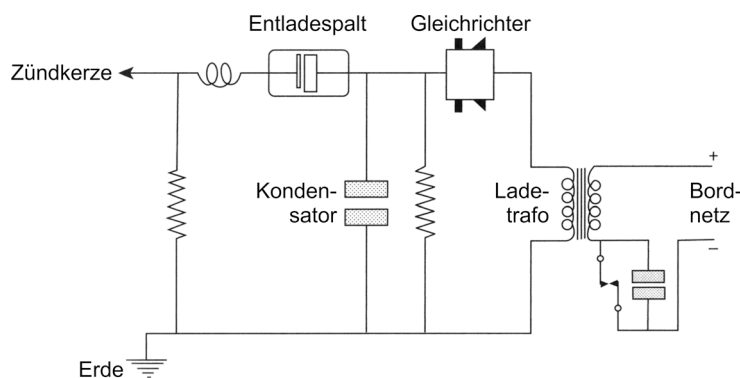 Entladespalt
Gleichrichter
Zündkerze
Konden-
sator
Lade-
trafo
+
Bord-
netz
–
Erde